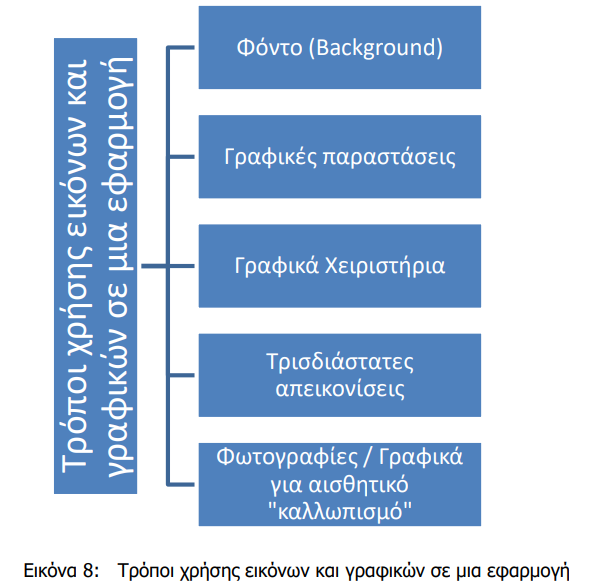 Τρόποι χρήσης εικόνων και
γραφικών σε μια εφαρμογή
Φόντο (Background)
Γραφικές παραστάσεις
Γραφικά Χειριστήρια
Τρισδιάστατες
απεικονίσεις
Φωτογραφίες / Γραφικά
για αισθητικό
"καλλωπισμό"
Εικόνα 8: Τρόποι χρήσης εικόνων και γραφικών σε μια εφαρμογή